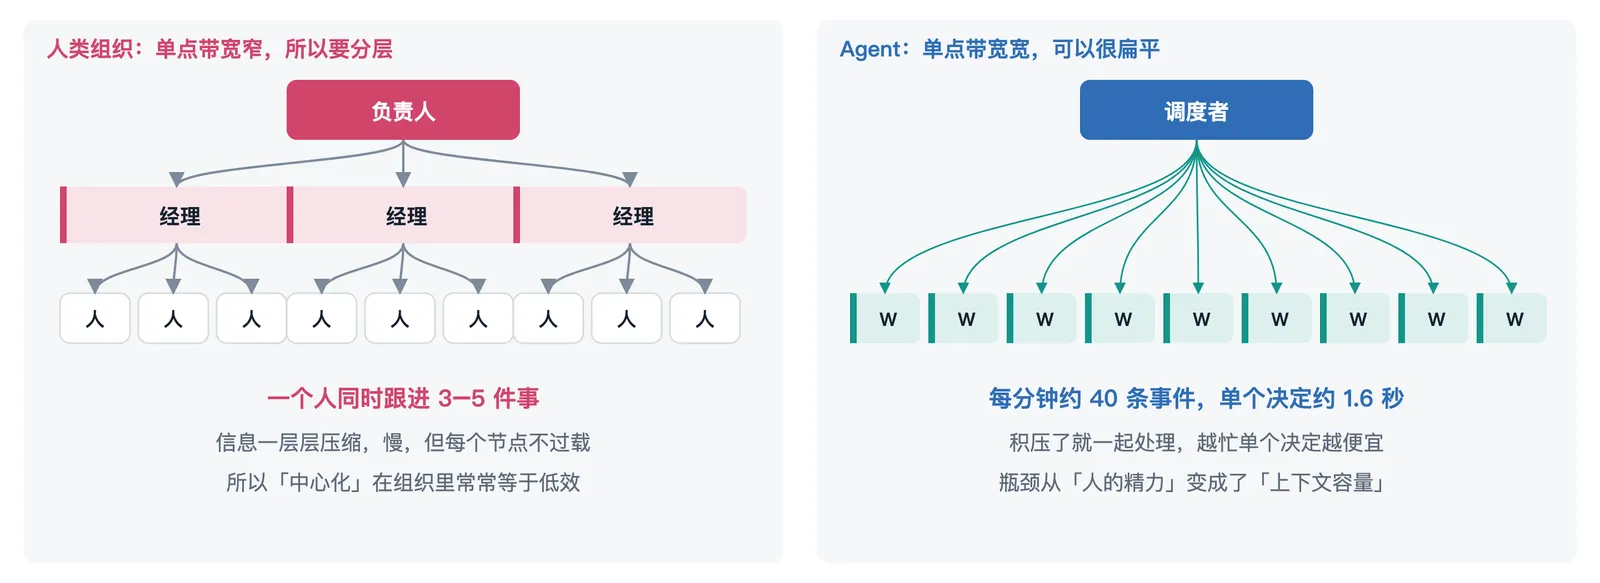 人类组织：单点带宽窄，所以要分层
负责人
经理 经理 经理
人 人 人 人 人 人 人 人 人
一个人同时跟进 3–5 件事
信息一层层压缩，慢，但每个节点不过载
所以「中心化」在组织里常常等于低效
Agent：单点带宽宽，可以很扁平
调度者
W W W W W W W W W
每分钟约 40 条事件，单个决定约 1.6 秒
积压了就一起处理，越忙单个决定越便宜
瓶颈从「人的精力」变成了「上下文容量」